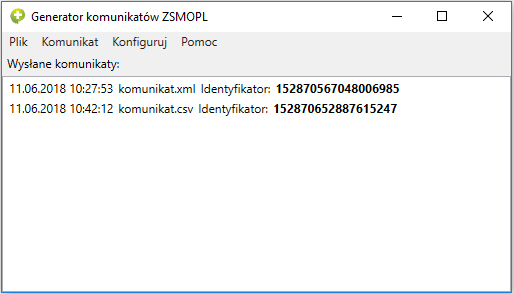 Generator komunikatów ZSMOPL
Plik Komunikat Konfiguruj Pomoc
Wysłane komunikaty:
11.06.2018 10:27:53 komunikat.xml Identyfikator: 152870567048006985
11.06.2018 10:42:12 komunikat.csv Identyfikator: 152870652887615247